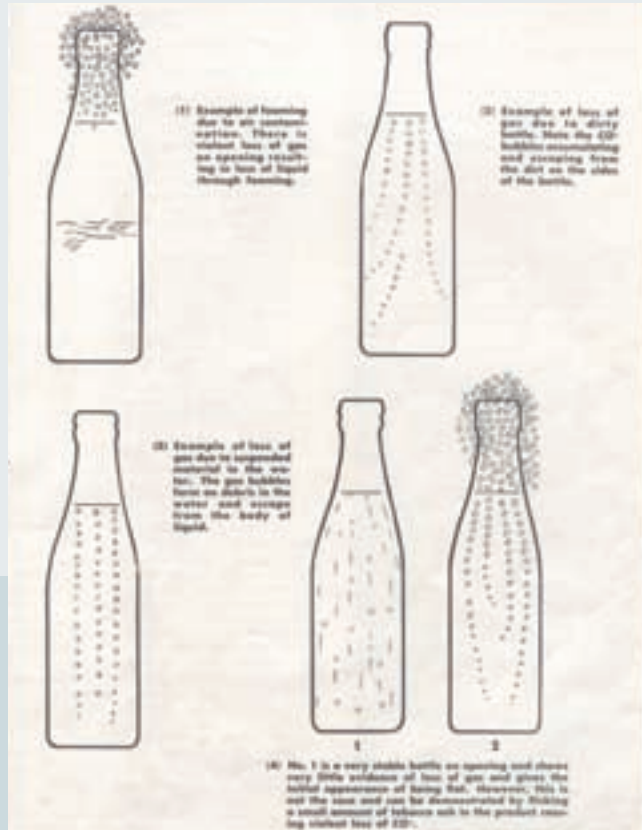 (1) Example of foaming
due to air contami-
nation. There is
violent loss of gas
on opening result-
ing in loss of liquid
through foaming.
(2) Example of loss of
gas due to dirty
bottle. Note the CO²
bubbles accumulating
and escaping from
the dirt on the sides
of the bottle.
(3) Example of loss of
gas due to suspended
material in the wa-
ter. The gas bubbles
form on debris in the
water and escape
from the body of
liquid.
1 2
(4) No. 1 is a very stable bottle on opening and shows
very little evidence of loss of gas and gives the
initial appearance of being flat. However, this is
not the case and can be demonstrated by flicking
a small amount of tobacco ash in the product caus-
ing violent loss of CO².